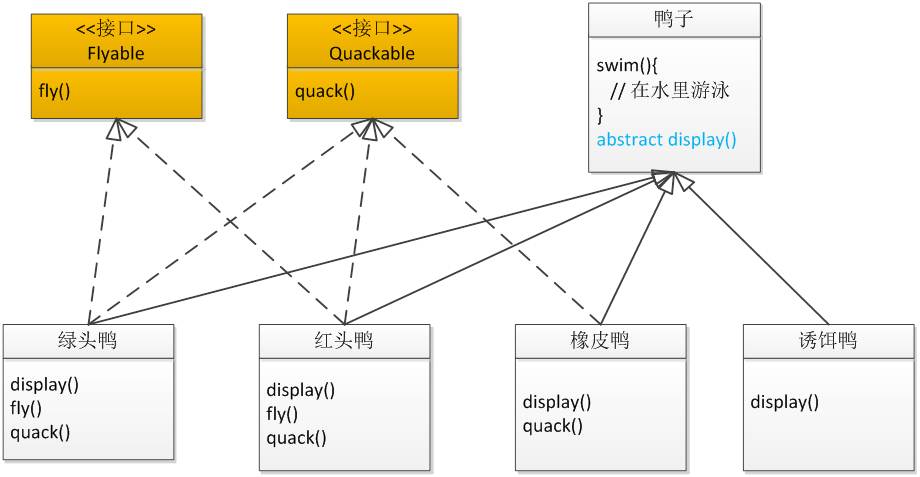 <<接口>>
Flyable
fly()
<<接口>>
Quackable
quack()
鸭子
swim(){
// 在水里游泳
}
abstract display()
绿头鸭
display()
fly()
quack()
红头鸭
display()
fly()
quack()
橡皮鸭
display()
quack()
诱饵鸭
display()